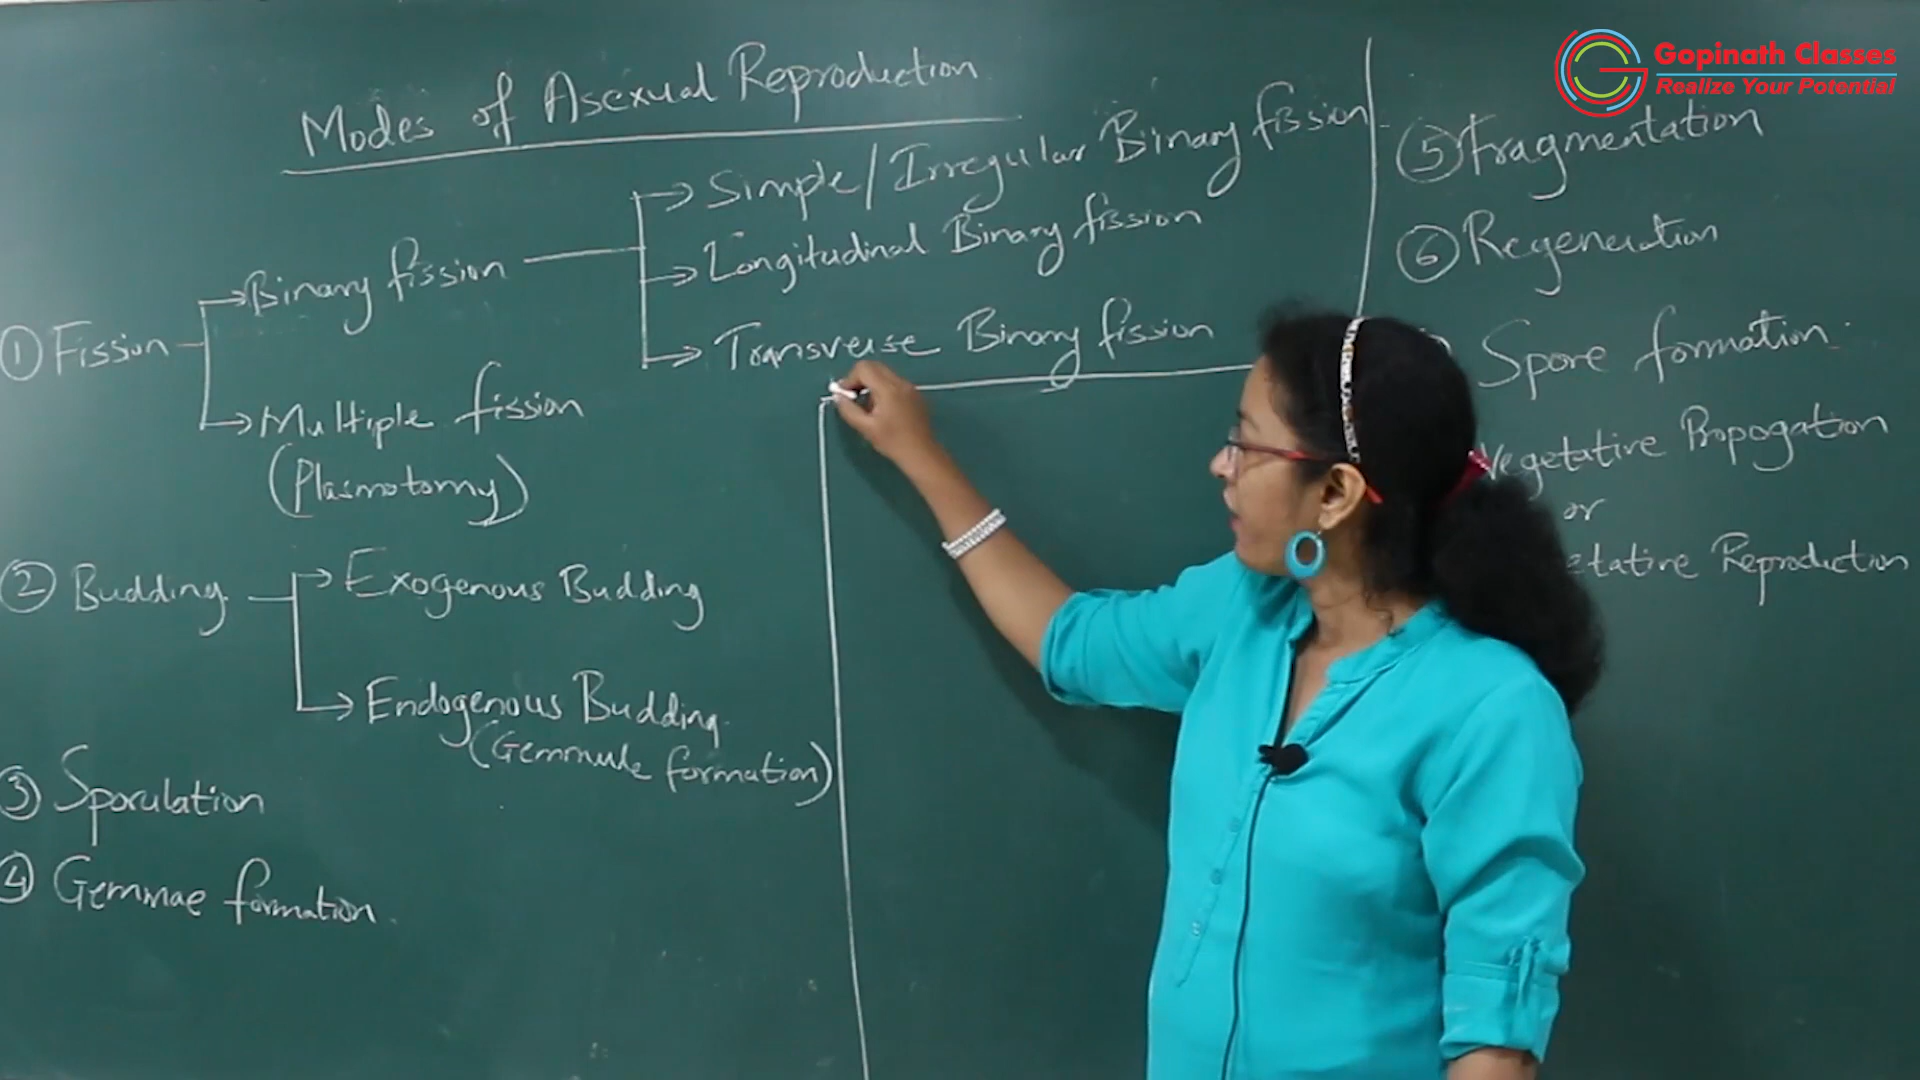 Gopinath Classes
Realize Your Potential
Modes of Asexual Reproduction
① Fission
Binary fission
Simple/Irregular Binary fission
Longitudinal Binary fission
Transverse Binary fission
Multiple fission
(Plasmotomy)
② Budding
Exogenous Budding
Endogenous Budding
(Gemmule formation)
③ Sporulation
④ Gemmae formation.
⑤ Fragmentation
⑥ Regeneration
Spore formation
Vegetative Propogation
or
etative Reproduction